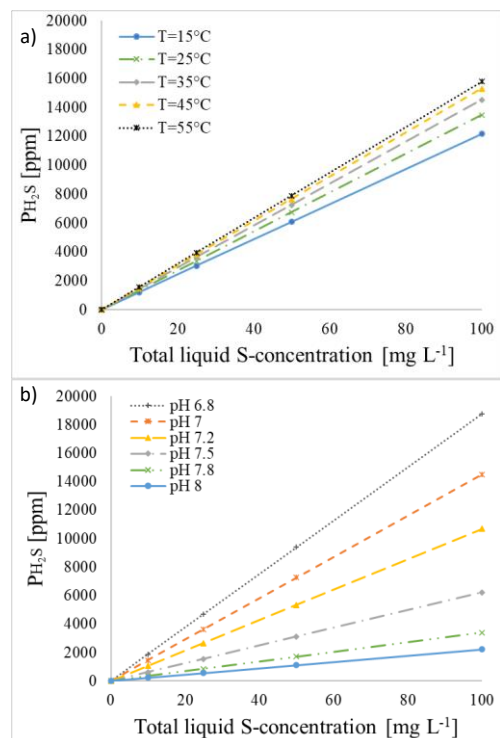 a)
20000
18000
16000
14000
12000
10000
8000
6000
4000
2000
0
PH2S [ppm]
T=15°C
T=25°C
T=35°C
T=45°C
T=55°C
0 20 40 60 80 100
Total liquid S-concentration [mg L-1]
b)
20000
18000
16000
14000
12000
10000
8000
6000
4000
2000
0
PH2S [ppm]
pH 6.8
pH 7
pH 7.2
pH 7.5
pH 7.8
pH 8
0 20 40 60 80 100
Total liquid S-concentration [mg L-1]